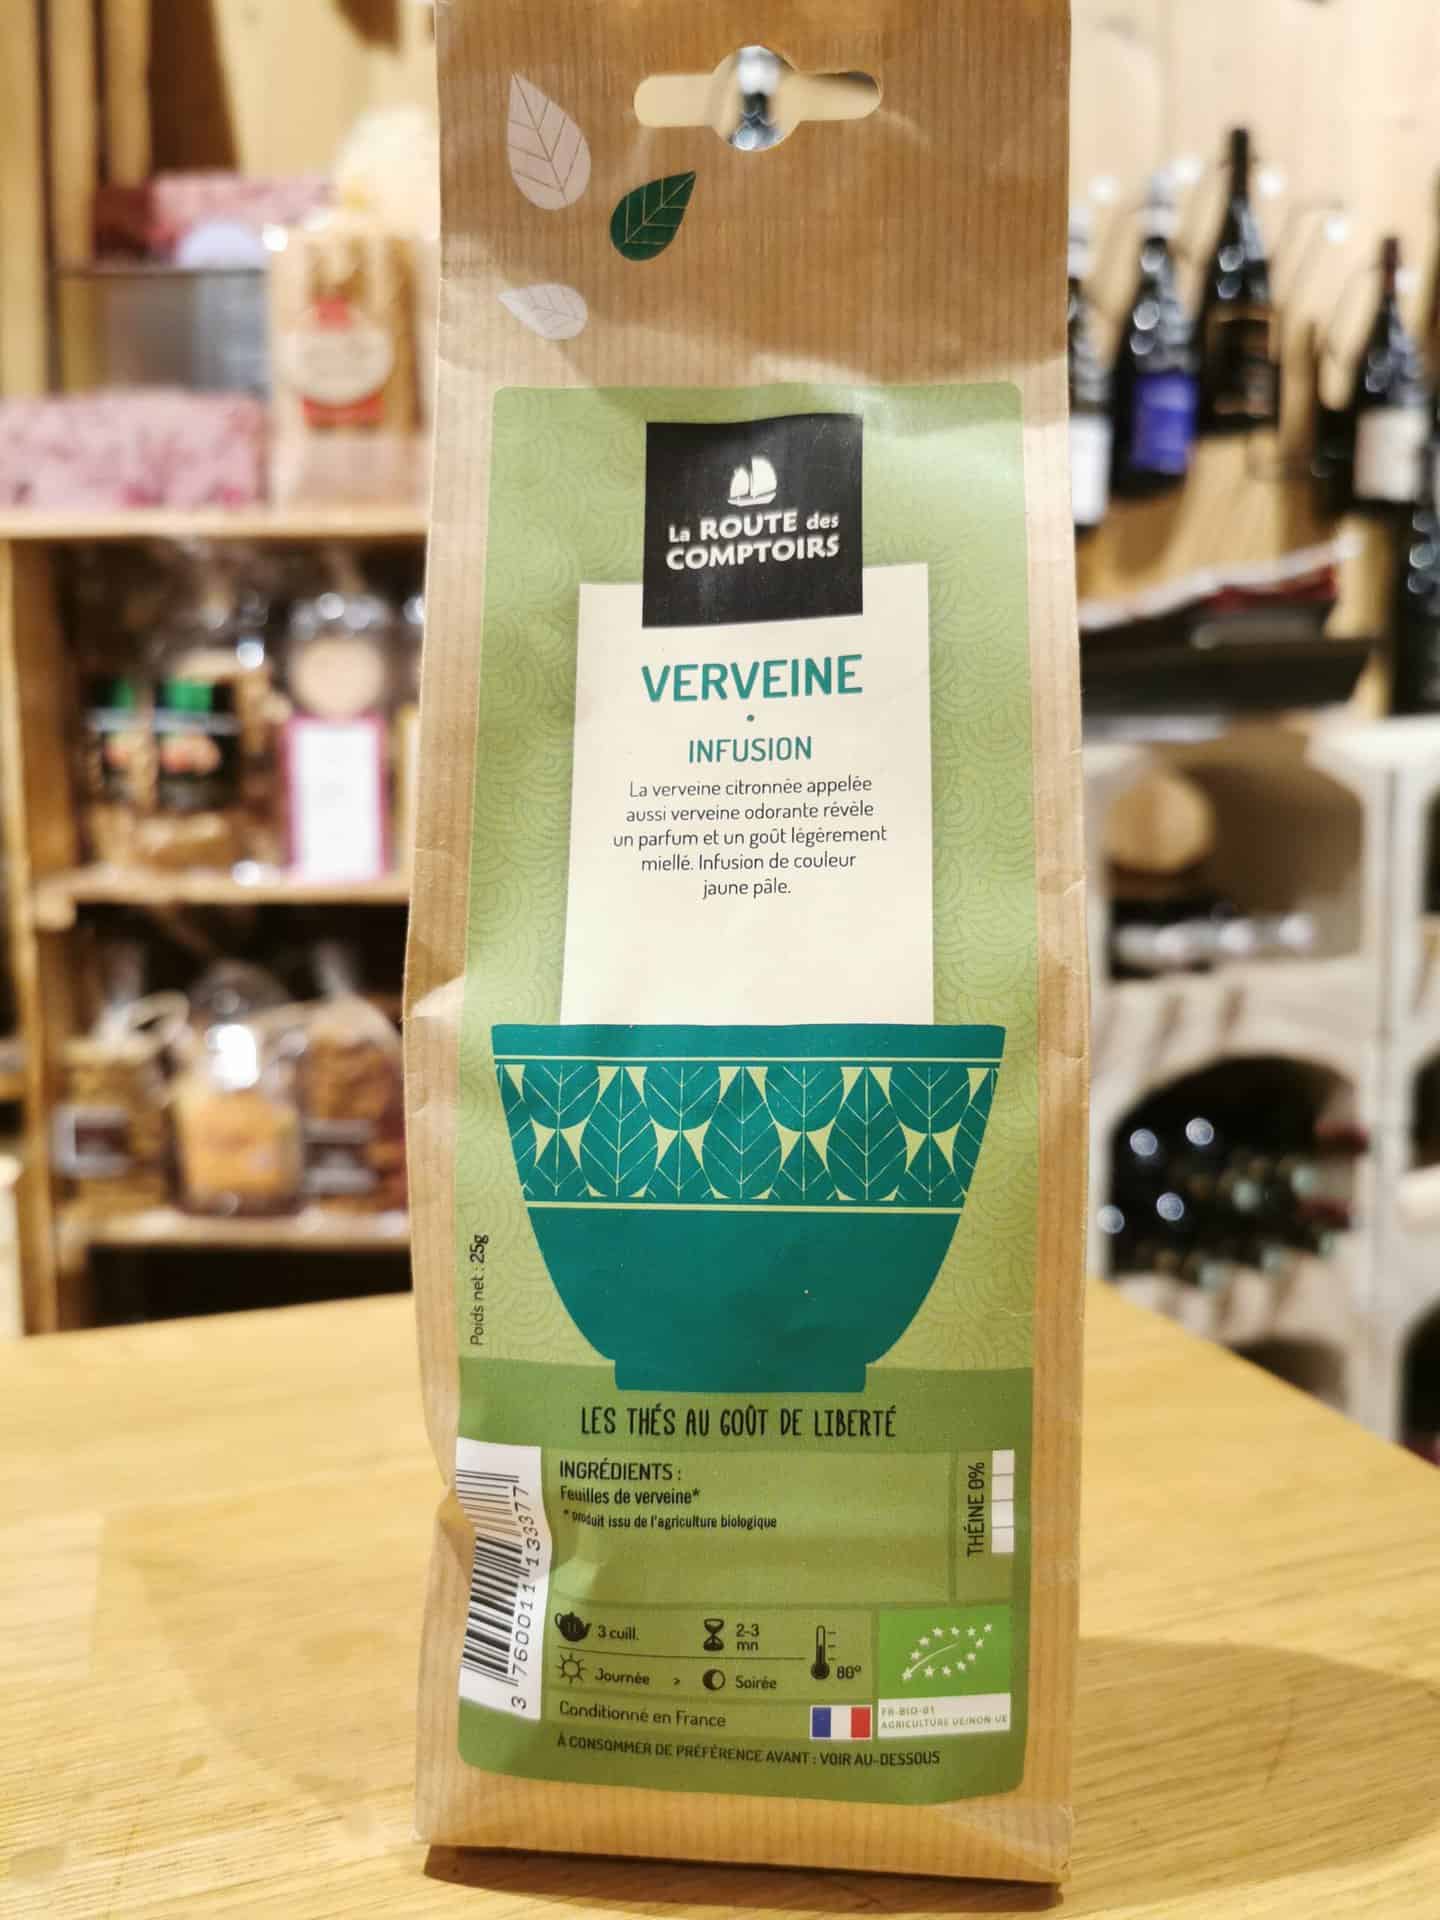 La ROUTE des
COMPTOIRS
VERVEINE
•
INFUSION
La verveine citronnée appelée
aussi verveine odorante révèle
un parfum et un goût légèrement
miellé. Infusion de couleur
jaune pâle.
Poids net : 25g
LES THÉS AU GOÛT DE LIBERTÉ
INGRÉDIENTS :
Feuilles de verveine*
* produit issu de l'agriculture biologique
THÉINE 0%
3 760011 133377
3 cuill.
2-3
mn
80°
Journée > Soirée
Conditionné en France
FR-BIO-01
AGRICULTURE UE/NON UE
À CONSOMMER DE PRÉFÉRENCE AVANT : VOIR AU-DESSOUS